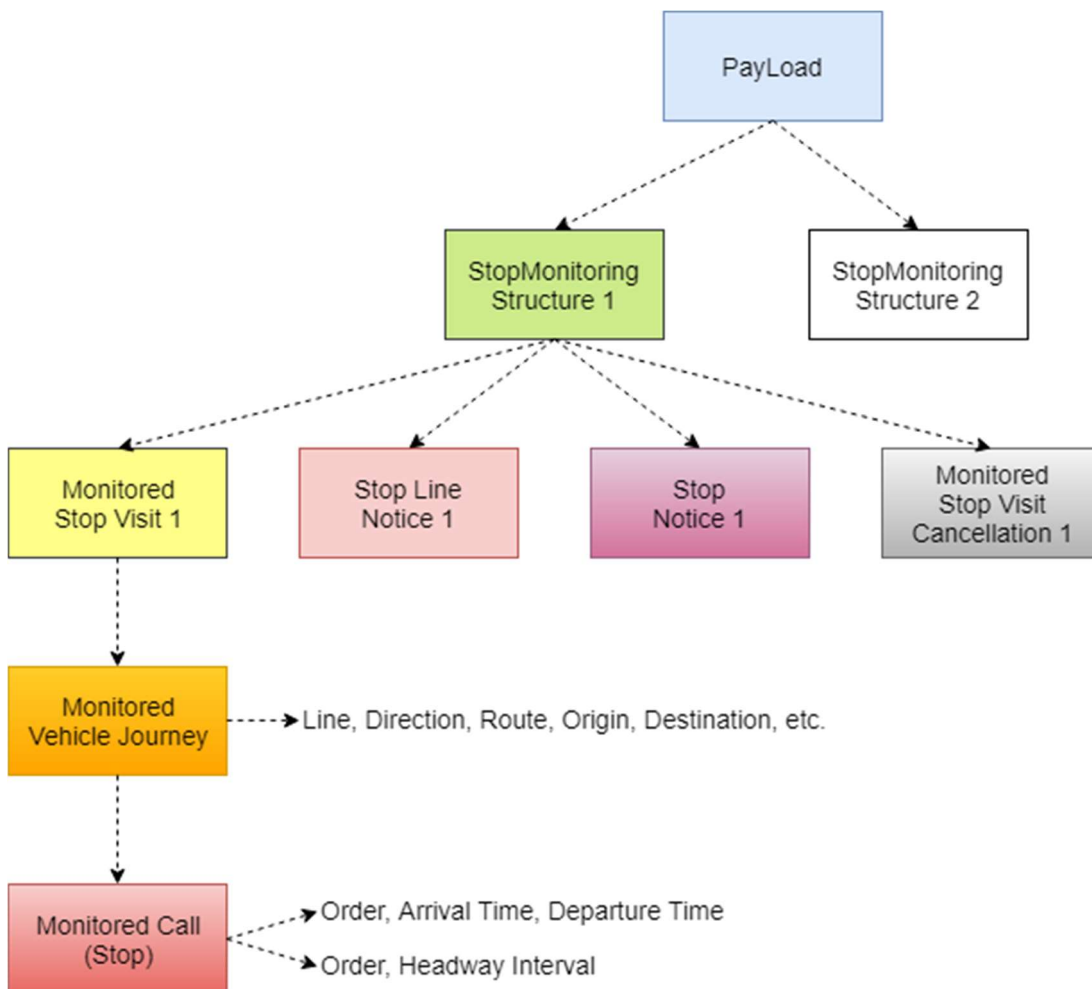 PayLoad
StopMonitoring
Structure 1
StopMonitoring
Structure 2
Monitored
Stop Visit 1
Stop Line
Notice 1
Stop
Notice 1
Monitored
Stop Visit
Cancellation 1
Monitored
Vehicle Journey
Line, Direction, Route, Origin, Destination, etc.
Monitored Call
(Stop)
Order, Arrival Time, Departure Time
Order, Headway Interval